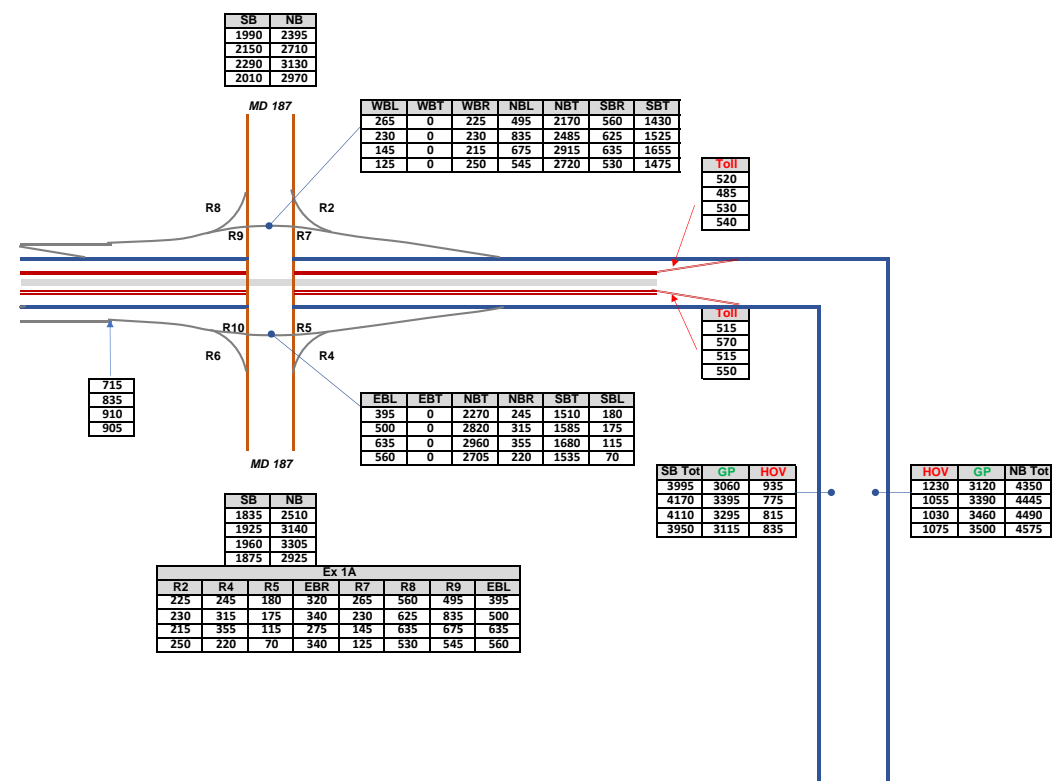 SB NB
1990 2395
2150 2710
2290 3130
2010 2970
MD 187
WBL WBT WBR NBL NBT SBR SBT
265 0 225 495 2170 560 1430
230 0 230 835 2485 625 1525
145 0 215 675 2915 635 1655
125 0 250 545 2720 530 1475
Toll
520
485
530
540
R8 R2
R9 R7
R10 R5
R6 R4
Toll
515
570
515
550
715
835
910
905
EBL EBT NBT NBR SBT SBL
395 0 2270 245 1510 180
500 0 2820 315 1585 175
635 0 2960 355 1680 115
560 0 2705 220 1535 70
MD 187
SB Tot GP HOV
3995 3060 935
4170 3395 775
4110 3295 815
3950 3115 835
HOV GP NB Tot
1230 3120 4350
1055 3390 4445
1030 3460 4490
1075 3500 4575
SB NB
1835 2510
1925 3140
1960 3305
1875 2925
Ex 1A
R2 R4 R5 EBR R7 R8 R9 EBL
225 245 180 320 265 560 495 395
230 315 175 340 230 625 835 500
215 355 115 275 145 635 675 635
250 220 70 340 125 530 545 560